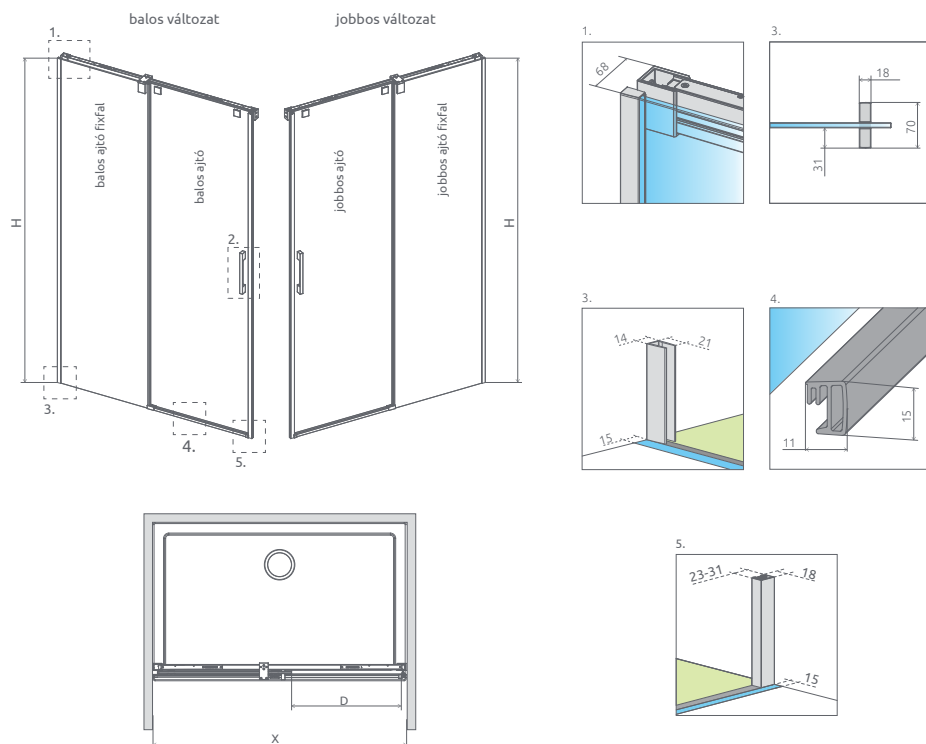 balos változat
jobbos változat
1.
balos ajtó fixfal
balos ajtó
jobbos ajtó
jobbos ajtó fixfal
H
H
2.
3.
4.
5.
1.
68
3.
18
70
31
3.
14
21
15
4.
15
11
D
X
5.
23-31
18
15